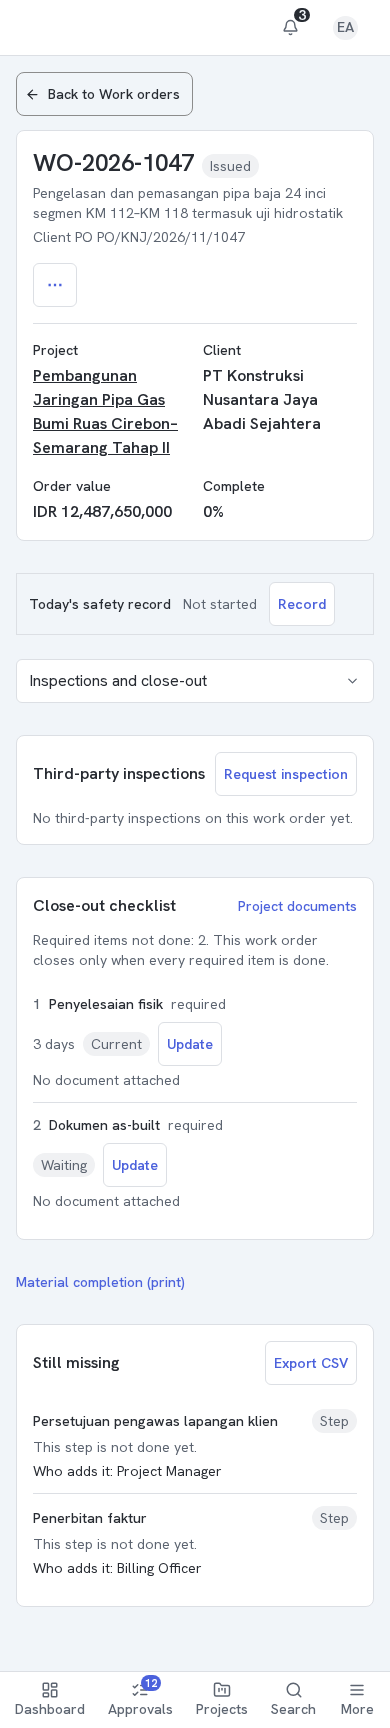 3
EA
Back to Work orders
WO-2026-1047 Issued
Pengelasan dan pemasangan pipa baja 24 inci
segmen KM 112–KM 118 termasuk uji hidrostatik
Client PO PO/KNJ/2026/11/1047
Project
Pembangunan
Jaringan Pipa Gas
Bumi Ruas Cirebon–
Semarang Tahap II
Client
PT Konstruksi
Nusantara Jaya
Abadi Sejahtera
Order value
IDR 12,487,650,000
Complete
0%
Today's safety record Not started Record
Inspections and close-out
Third-party inspections Request inspection
No third-party inspections on this work order yet.
Close-out checklist Project documents
Required items not done: 2. This work order
closes only when every required item is done.
1 Penyelesaian fisik required
3 days Current Update
No document attached
2 Dokumen as-built required
Waiting Update
No document attached
Material completion (print)
Still missing Export CSV
Persetujuan pengawas lapangan klien Step
This step is not done yet.
Who adds it: Project Manager
Penerbitan faktur Step
This step is not done yet.
Who adds it: Billing Officer
12
Dashboard Approvals Projects Search More